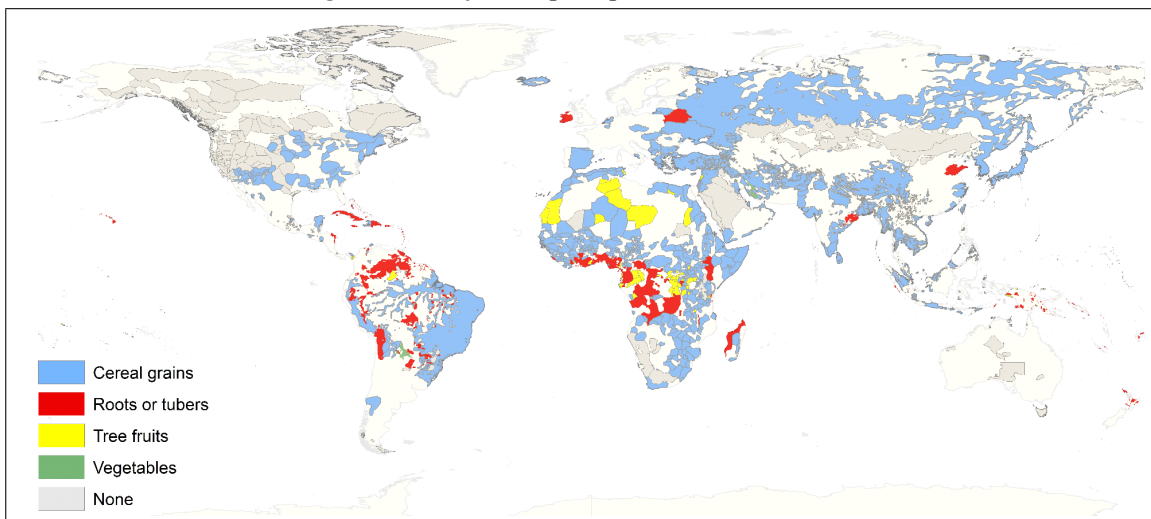 Cereal grains
Roots or tubers
Tree fruits
Vegetables
None